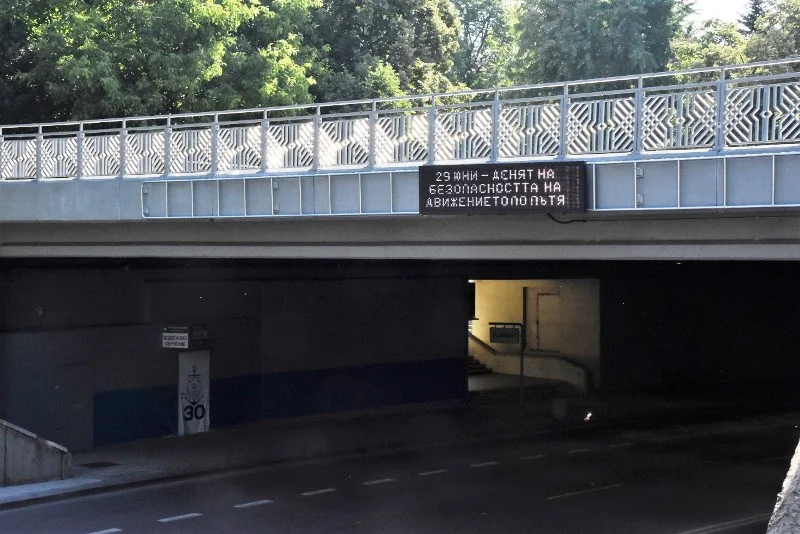 29 ЮНИ – ДЕНЯТ НА
БЕЗОПАСНОСТТА НА
ДВИЖЕНИЕТО ПО ПЪТЯ
30